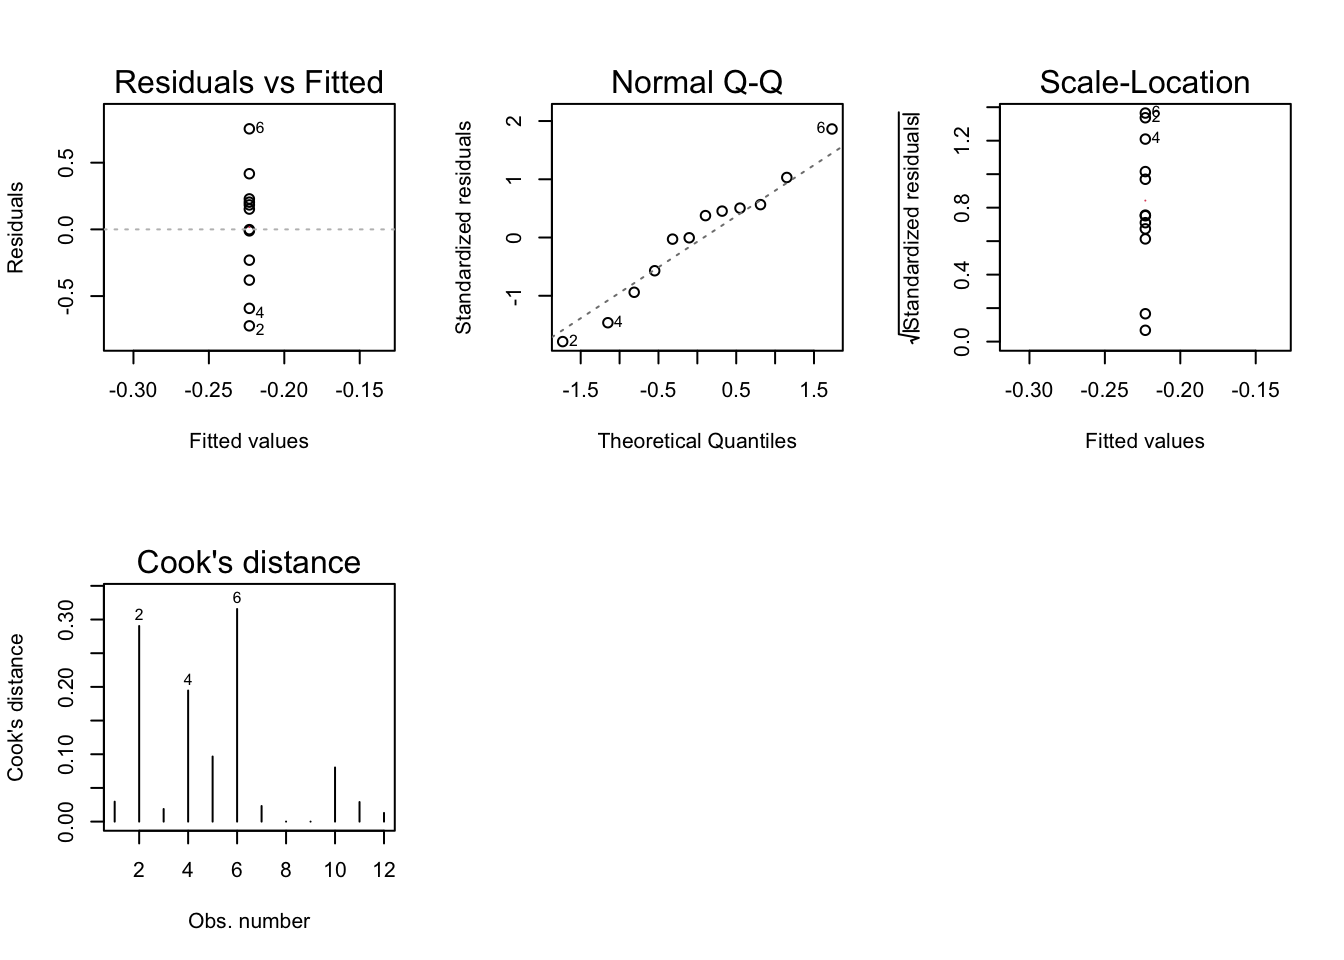 Residuals vs Fitted
Residuals
0.5
0.0
-0.5
6
4
2
-0.30 -0.25 -0.20 -0.15
Fitted values
Normal Q-Q
Standardized residuals
2
1
0
-1
6
4
2
-1.5 -0.5 0.5 1.5
Theoretical Quantiles
Scale-Location
√|Standardized residuals|
1.2
0.8
0.4
0.0
6
2
4
-0.30 -0.25 -0.20 -0.15
Fitted values
Cook's distance
Cook's distance
0.30
0.20
0.10
0.00
2
4
6
2 4 6 8 10 12
Obs. number